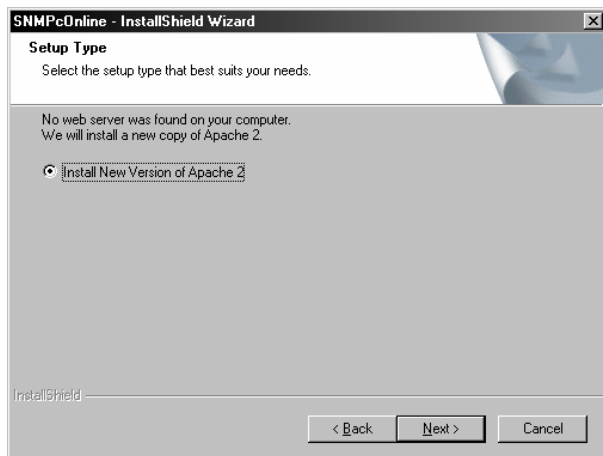 SNMPcOnline - InstallShield Wizard
Setup Type
Select the setup type that best suits your needs.
No web server was found on your computer.
We will install a new copy of Apache 2.
Install New Version of Apache 2
InstallShield
< Back Next > Cancel